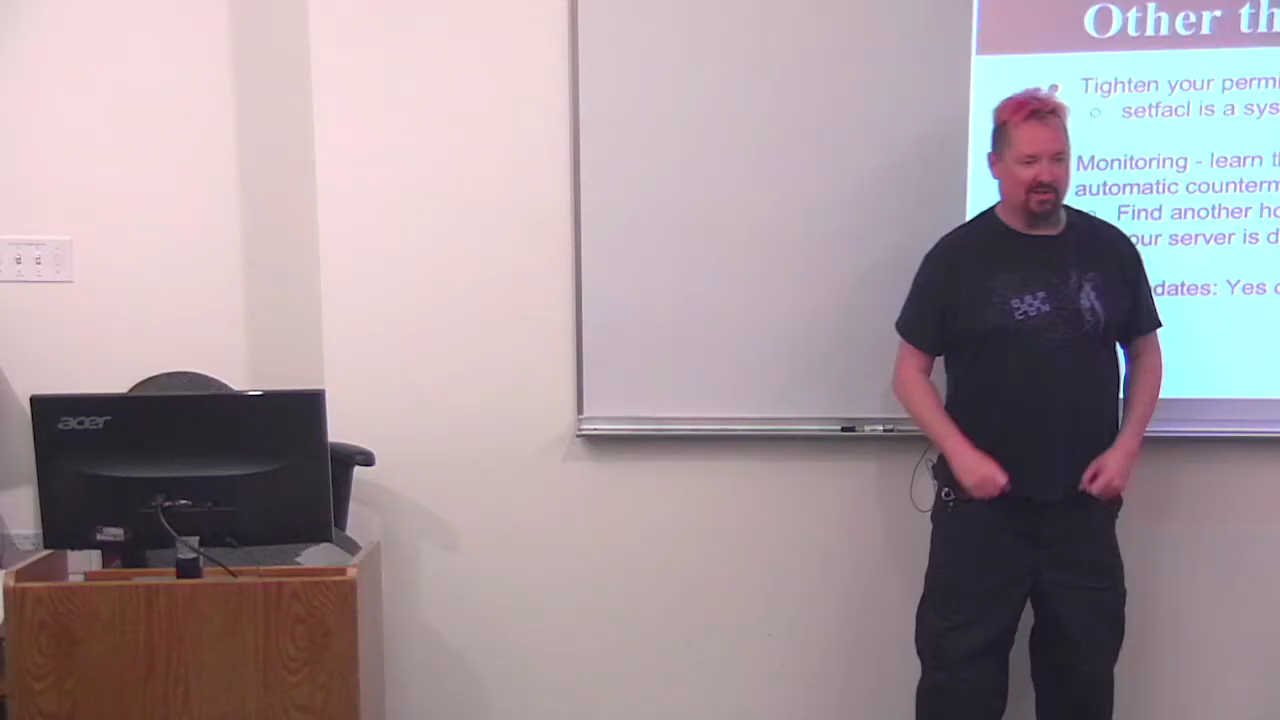 Other th
Tighten your permi
setfacl is a sys
Monitoring - learn t
automatic counterm
Find another ho
our server is d
dates: Yes
acer